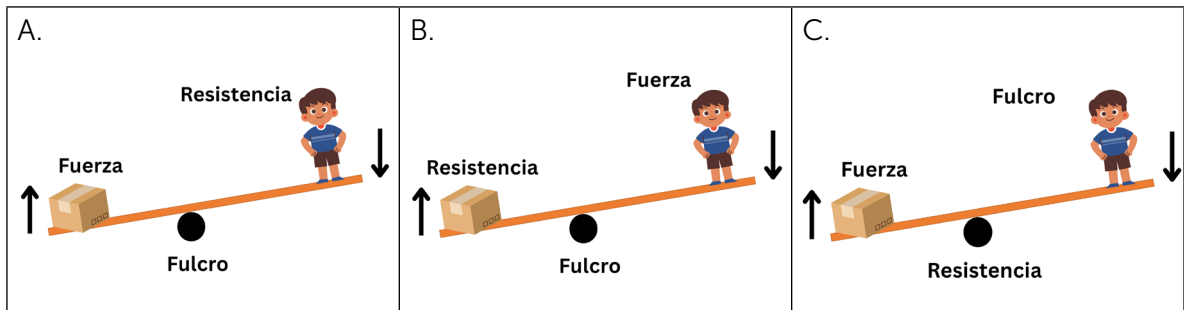 A.
Resistencia
Fuerza
Fulcro
B.
Fuerza
Resistencia
Fulcro
C.
Fulcro
Fuerza
Resistencia